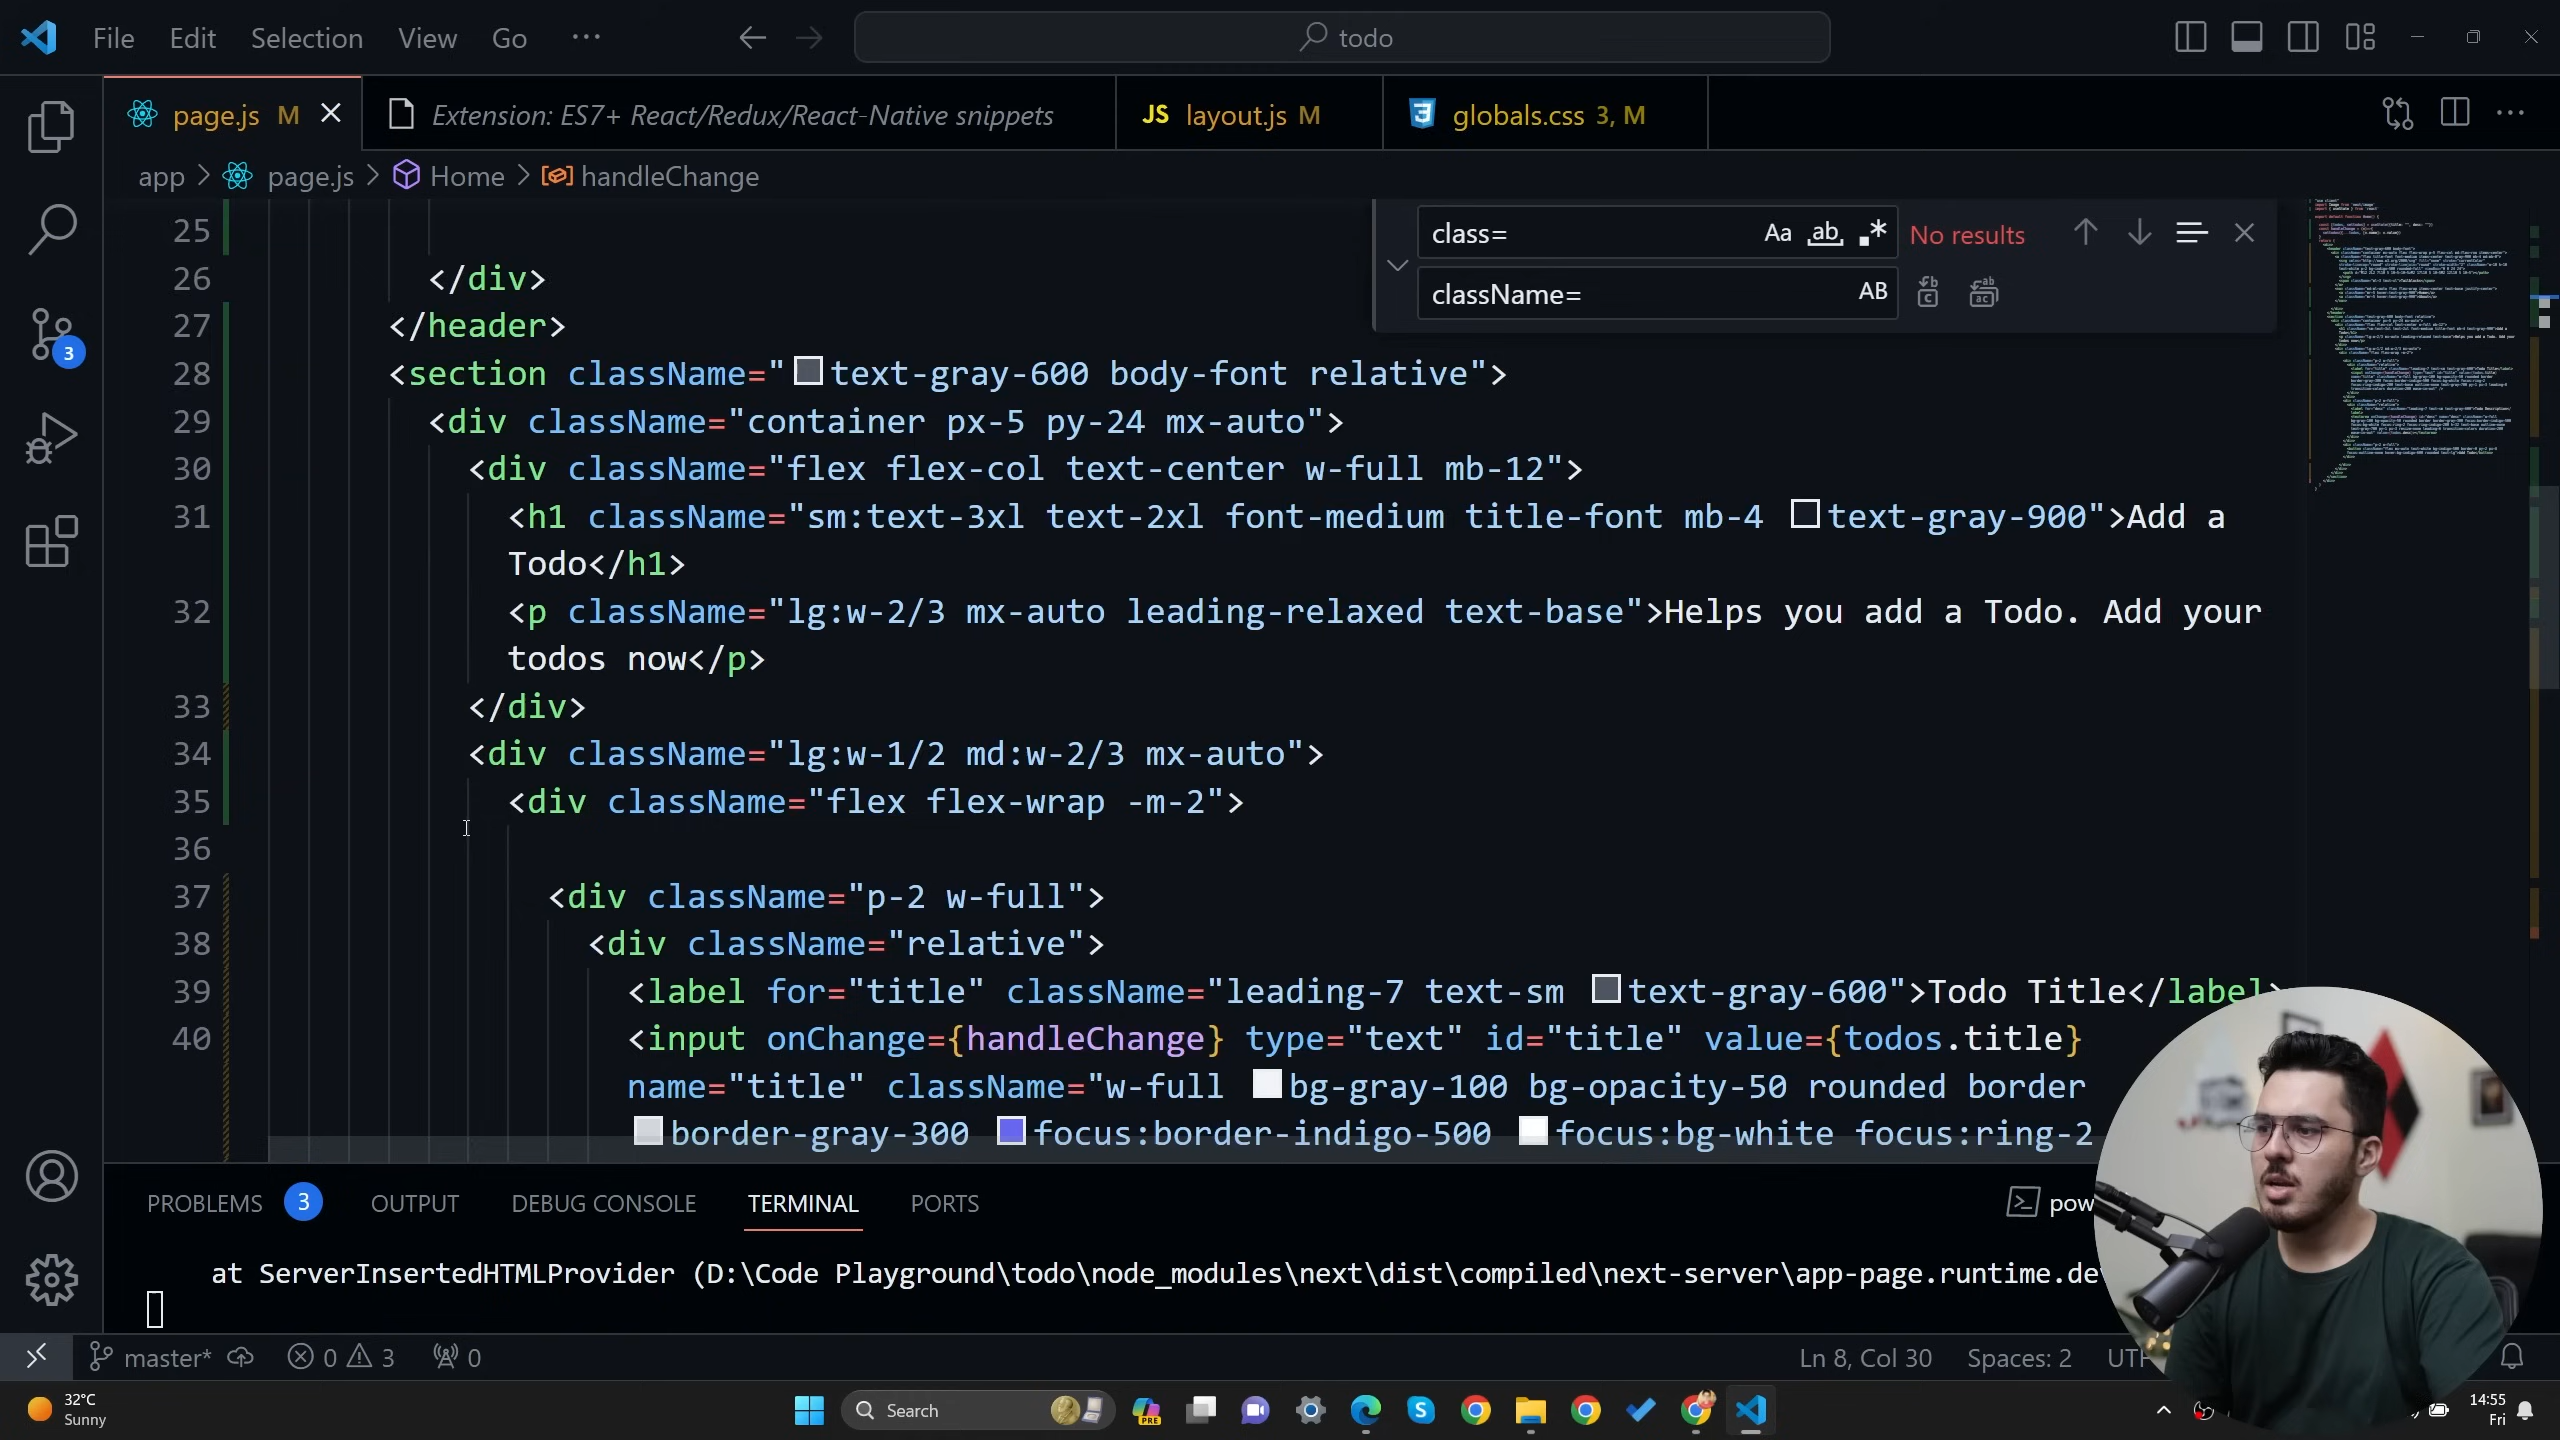 File Edit Selection View Go ··· todo
page.js M Extension: ES7+ React/Redux/React-Native snippets JS layout.js M globals.css 3, M
app > page.js > Home > handleChange
class= Aa ab No results
className= AB
25
26 </div>
27 </header>
28 <section className="text-gray-600 body-font relative">
29 <div className="container px-5 py-24 mx-auto">
30 <div className="flex flex-col text-center w-full mb-12">
31 <h1 className="sm:text-3xl text-2xl font-medium title-font mb-4 text-gray-900">Add a
Todo</h1>
32 <p className="lg:w-2/3 mx-auto leading-relaxed text-base">Helps you add a Todo. Add your
todos now</p>
33 </div>
34 <div className="lg:w-1/2 md:w-2/3 mx-auto">
35 <div className="flex flex-wrap -m-2">
36
37 <div className="p-2 w-full">
38 <div className="relative">
39 <label for="title" className="leading-7 text-sm text-gray-600">Todo Title</label>
40 <input onChange={handleChange} type="text" id="title" value={todos.title}
name="title" className="w-full bg-gray-100 bg-opacity-50 rounded border
border-gray-300 focus:border-indigo-500 focus:bg-white focus:ring-2
PROBLEMS 3 OUTPUT DEBUG CONSOLE TERMINAL PORTS pow
at ServerInsertedHTMLProvider (D:\Code Playground\todo\node_modules\next\dist\compiled\next-server\app-page.runtime.de
master* 0 3 0 Ln 8, Col 30 Spaces: 2 UTF
32°C
Sunny
Search
PRE
14:55
Fri
3